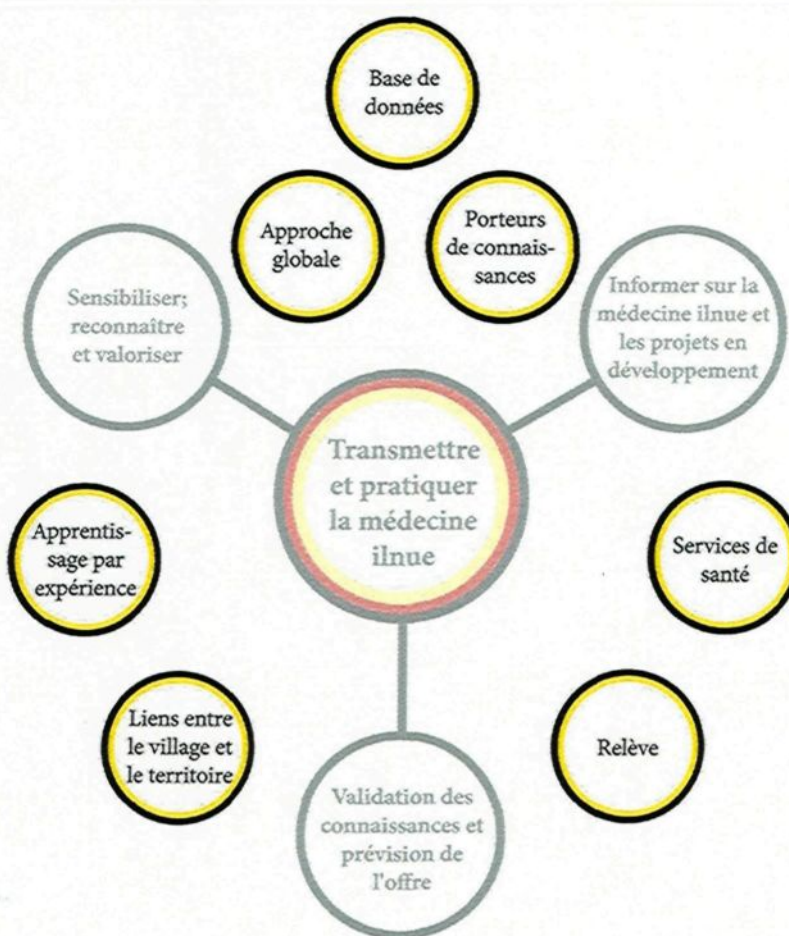 Base de
données
Approche
globale
Porteurs
de connais-
sances
Sensibiliser;
reconnaître
et valoriser
Informer sur la
médecine ilnue et
les projets en
développement
Transmettre
et pratiquer
la médecine
ilnue
Apprentis-
sage par
expérience
Services de
santé
Liens entre
le village et
le territoire
Relève
Validation des
connaissances et
prévision de
l'offre